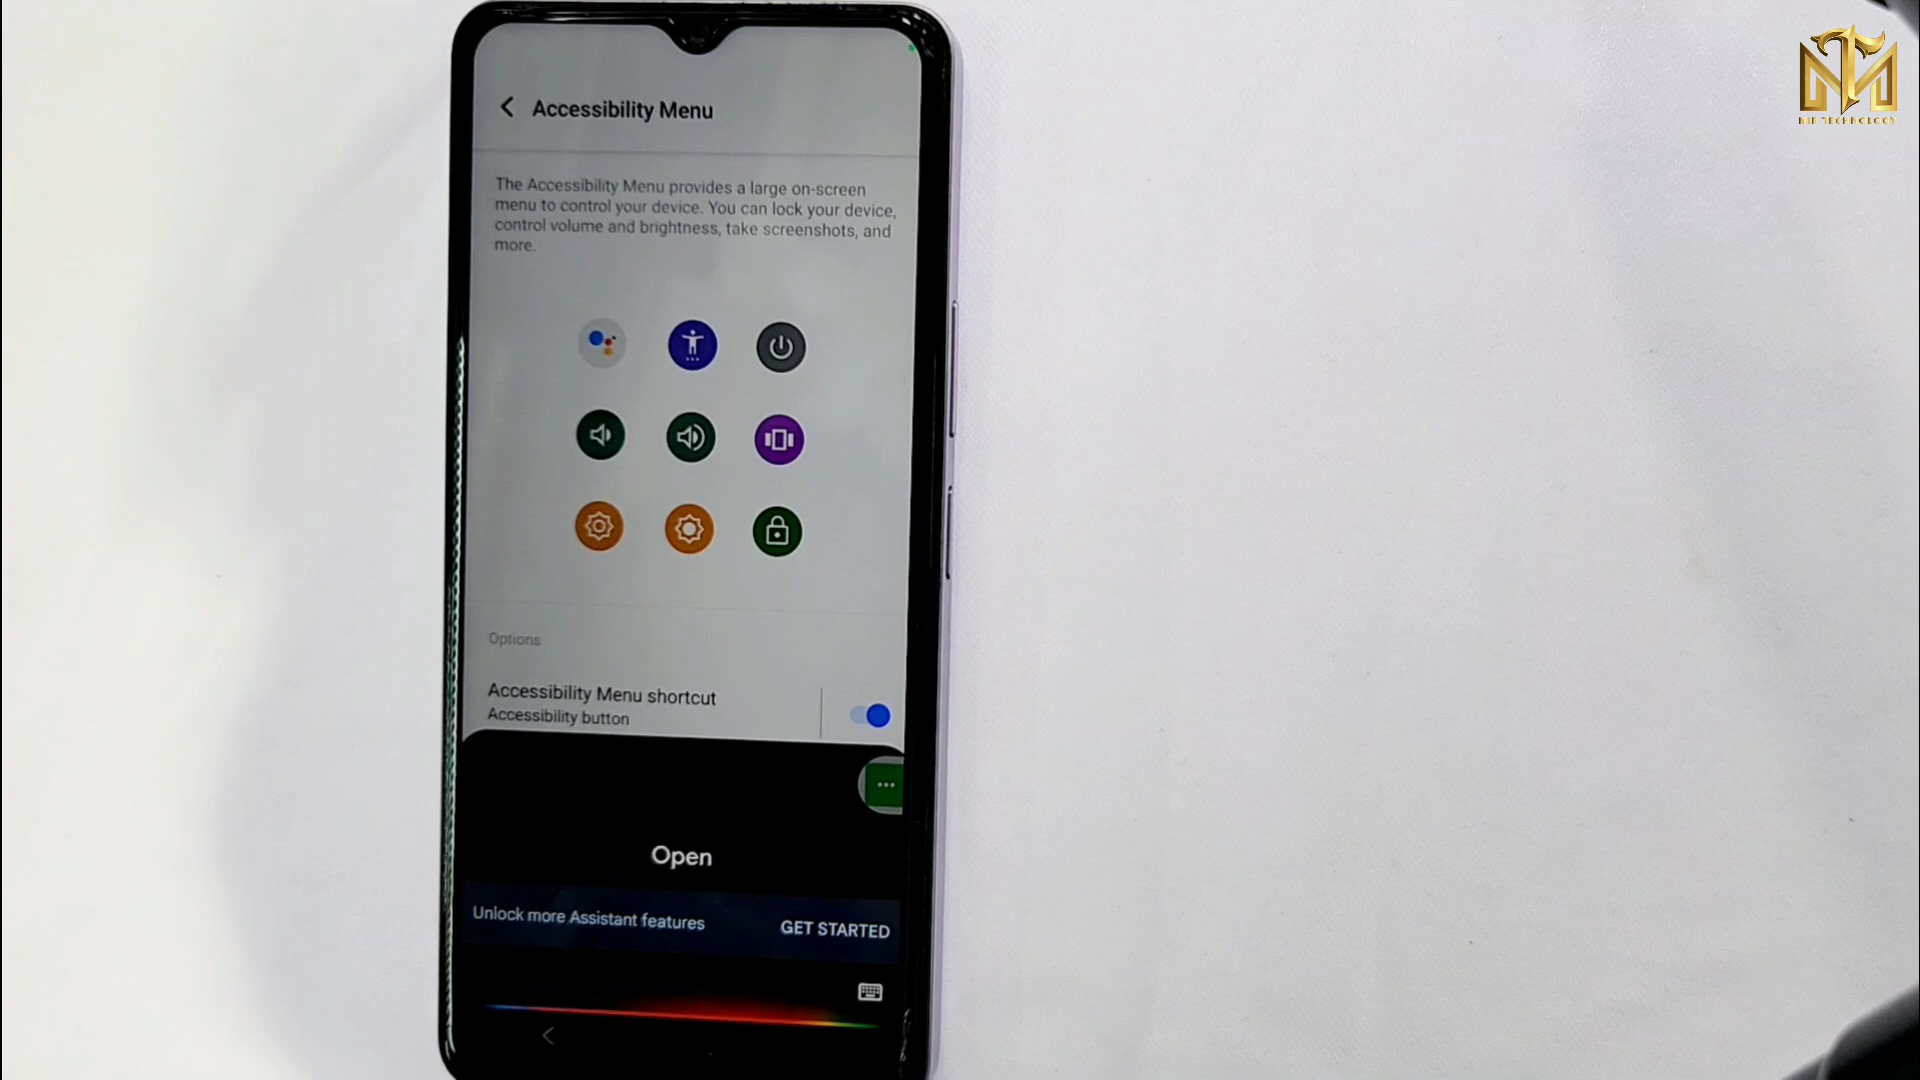 Accessibility Menu
The Accessibility Menu provides a large on-screen
menu to control your device. You can lock your device,
control volume and brightness, take screenshots, and
more.
Options
Accessibility Menu shortcut
Accessibility button
Open
Unlock more Assistant features
GET STARTED
MIR TECHNOLOGY